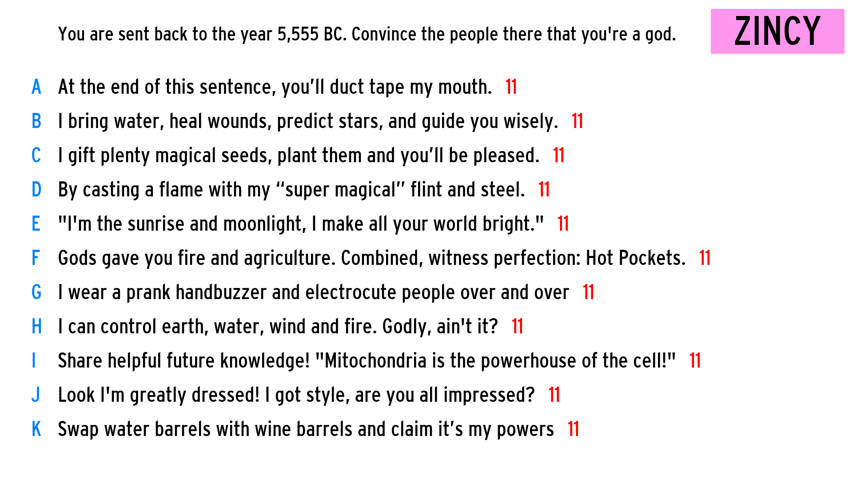 You are sent back to the year 5,555 BC. Convince the people there that you're a god.
ZINCY
A At the end of this sentence, you’ll duct tape my mouth. 11
B I bring water, heal wounds, predict stars, and guide you wisely. 11
C I gift plenty magical seeds, plant them and you’ll be pleased. 11
D By casting a flame with my “super magical” flint and steel. 11
E "I'm the sunrise and moonlight, I make all your world bright." 11
F Gods gave you fire and agriculture. Combined, witness perfection: Hot Pockets. 11
G I wear a prank handbuzzer and electrocute people over and over 11
H I can control earth, water, wind and fire. Godly, ain't it? 11
I Share helpful future knowledge! "Mitochondria is the powerhouse of the cell!" 11
J Look I'm greatly dressed! I got style, are you all impressed? 11
K Swap water barrels with wine barrels and claim it’s my powers 11